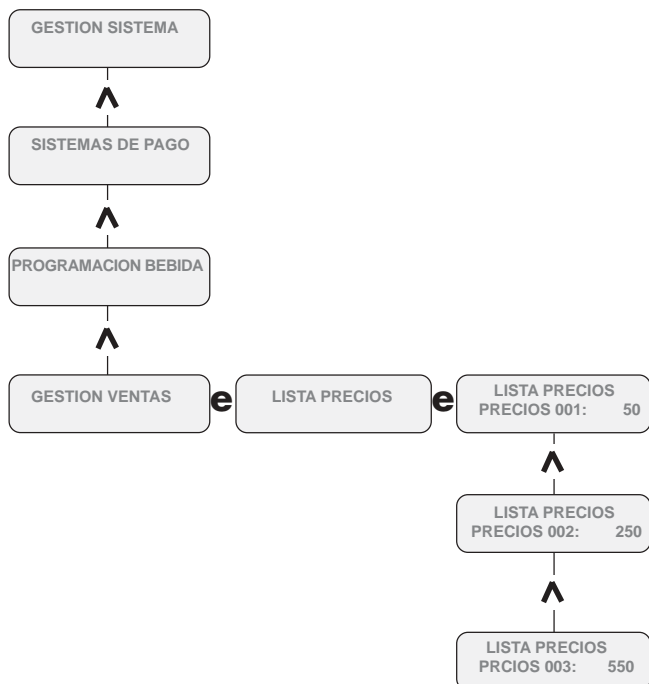 GESTION SISTEMA
^
SISTEMAS DE PAGO
^
PROGRAMACION BEBIDA
^
GESTION VENTAS
e
LISTA PRECIOS
e
LISTA PRECIOS
PRECIOS 001: 50
^
LISTA PRECIOS
PRECIOS 002: 250
^
LISTA PRECIOS
PRCIOS 003: 550